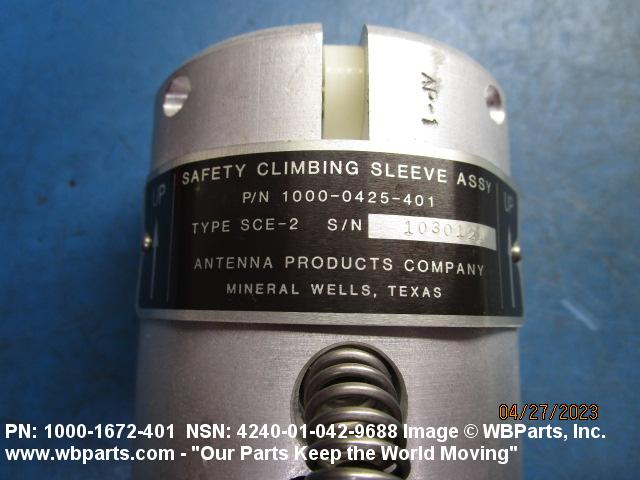 AP-1
SAFETY CLIMBING SLEEVE ASSY
UP
P/N 1000-0425-401
UP
TYPE SCE-2 S/N
ANTENNA PRODUCTS COMPANY
MINERAL WELLS, TEXAS
04/27/2023
PN: 1000-1672-401 NSN: 4240-01-042-9688 Image © WBParts, Inc.
www.wbparts.com - "Our Parts Keep the World Moving"